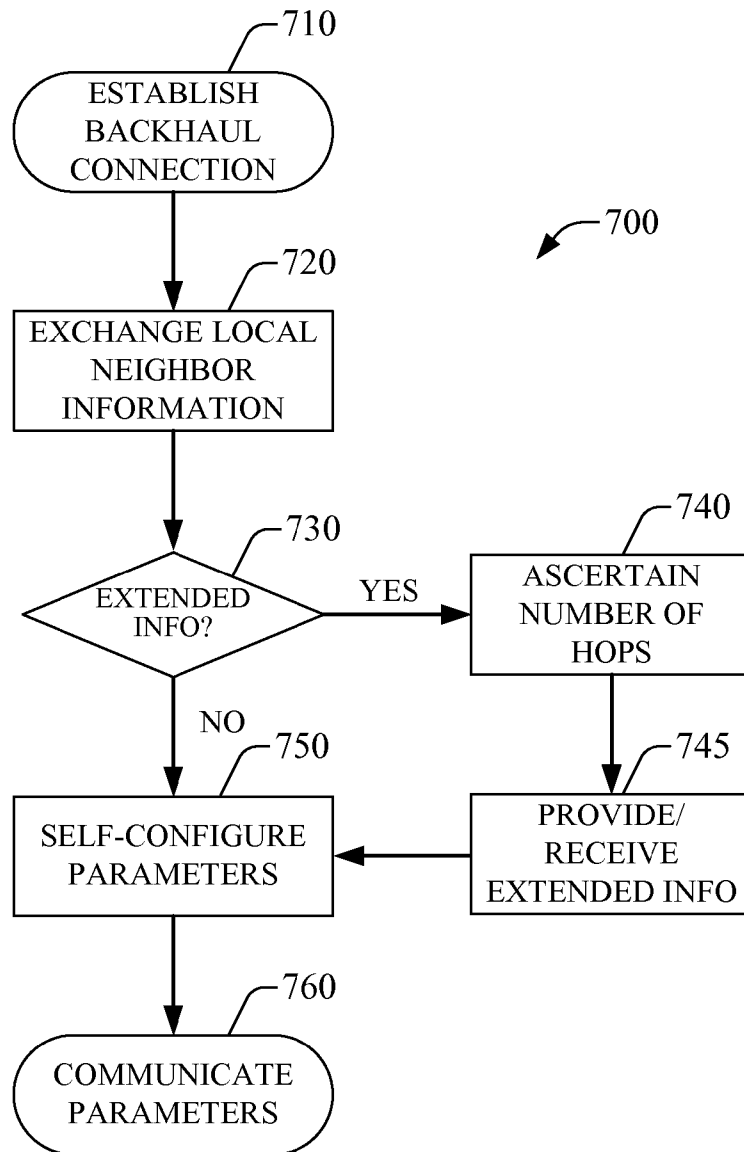 710
ESTABLISH
BACKHAUL
CONNECTION
700
720
EXCHANGE LOCAL
NEIGHBOR
INFORMATION
730
EXTENDED
INFO?
YES
740
ASCERTAIN
NUMBER OF
HOPS
NO
750
SELF-CONFIGURE
PARAMETERS
745
PROVIDE/
RECEIVE
EXTENDED INFO
760
COMMUNICATE
PARAMETERS